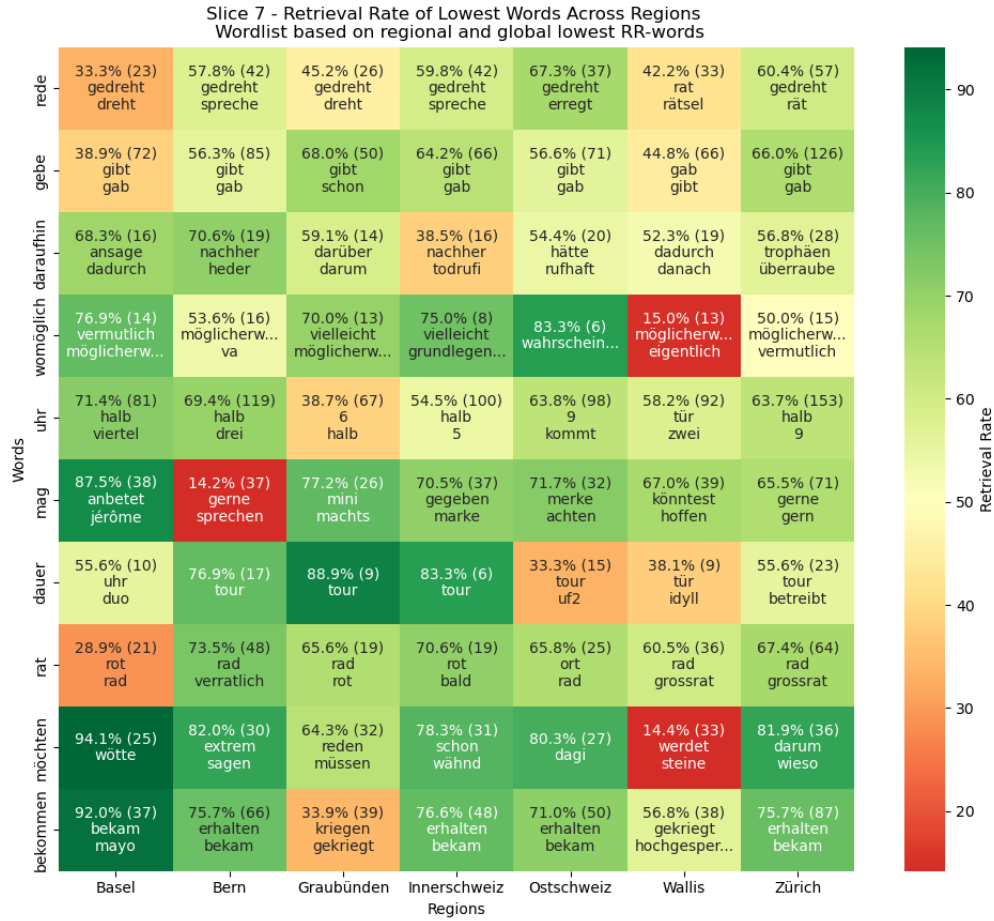 Slice 7 - Retrieval Rate of Lowest Words Across Regions
Wordlist based on regional and global lowest RR-words
rede
33.3% (23)
gedreht
dreht
57.8% (42)
gedreht
spreche
45.2% (26)
gedreht
dreht
59.8% (42)
gedreht
spreche
67.3% (37)
gedreht
erregt
42.2% (33)
rat
rätsel
60.4% (57)
gedreht
rät
gebe
38.9% (72)
gibt
gab
56.3% (85)
gibt
gab
68.0% (50)
gibt
schon
64.2% (66)
gibt
gab
56.6% (71)
gibt
gab
44.8% (66)
gab
gibt
66.0% (126)
gibt
gab
daraufhin
68.3% (16)
ansage
dadurch
70.6% (19)
nachher
heder
59.1% (14)
darüber
darum
38.5% (16)
nachher
todrufi
54.4% (20)
hätte
rufhaft
52.3% (19)
dadurch
danach
56.8% (28)
trophäen
überraube
womöglich
76.9% (14)
vermutlich
möglicherw...
53.6% (16)
möglicherw...
va
70.0% (13)
vielleicht
möglicherw...
75.0% (8)
vielleicht
grundlegen...
83.3% (6)
wahrschein...
15.0% (13)
möglicherw...
eigentlich
50.0% (15)
möglicherw...
vermutlich
uhr
71.4% (81)
halb
viertel
69.4% (119)
halb
drei
38.7% (67)
6
halb
54.5% (100)
halb
5
63.8% (98)
9
kommt
58.2% (92)
tür
zwei
63.7% (153)
halb
9
mag
87.5% (38)
anbetet
jérôme
14.2% (37)
gerne
sprechen
77.2% (26)
mini
machts
70.5% (37)
gegeben
marke
71.7% (32)
merke
achten
67.0% (39)
könntest
hoffen
65.5% (71)
gerne
gern
dauer
55.6% (10)
uhr
duo
76.9% (17)
tour
88.9% (9)
tour
83.3% (6)
tour
33.3% (15)
tour
uf2
38.1% (9)
tür
idyll
55.6% (23)
tour
betreibt
rat
28.9% (21)
rot
rad
73.5% (48)
rad
verratlich
65.6% (19)
rad
rot
70.6% (19)
rot
bald
65.8% (25)
ort
rad
60.5% (36)
rad
grossrat
67.4% (64)
rad
grossrat
möchten
94.1% (25)
wötte
82.0% (30)
extrem
sagen
64.3% (32)
reden
müssen
78.3% (31)
schon
wähnd
80.3% (27)
dagi
14.4% (33)
werdet
steine
81.9% (36)
darum
wieso
bekommen
92.0% (37)
bekam
mayo
75.7% (66)
erhalten
bekam
33.9% (39)
kriegen
gekriegt
76.6% (48)
erhalten
bekam
71.0% (50)
erhalten
bekam
56.8% (38)
gekriegt
hochgesper...
75.7% (87)
erhalten
bekam
Words
Basel
Bern
Graubünden
Innerschweiz
Ostschweiz
Wallis
Zürich
Regions
90
80
70
60
50
40
30
20
Retrieval Rate